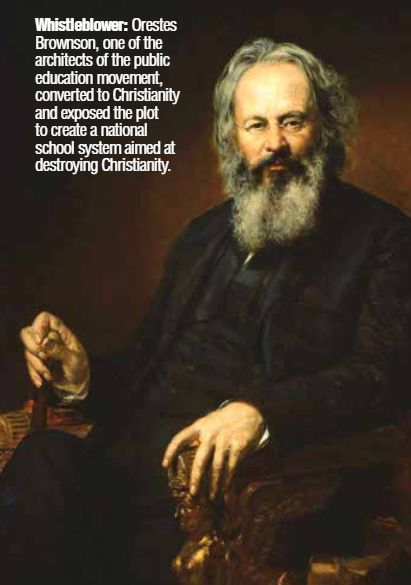 Whistleblower: Orestes
Brownson, one of the
architects of the public
education movement,
converted to Christianity
and exposed the plot
to create a national
school system aimed at
destroying Christianity.